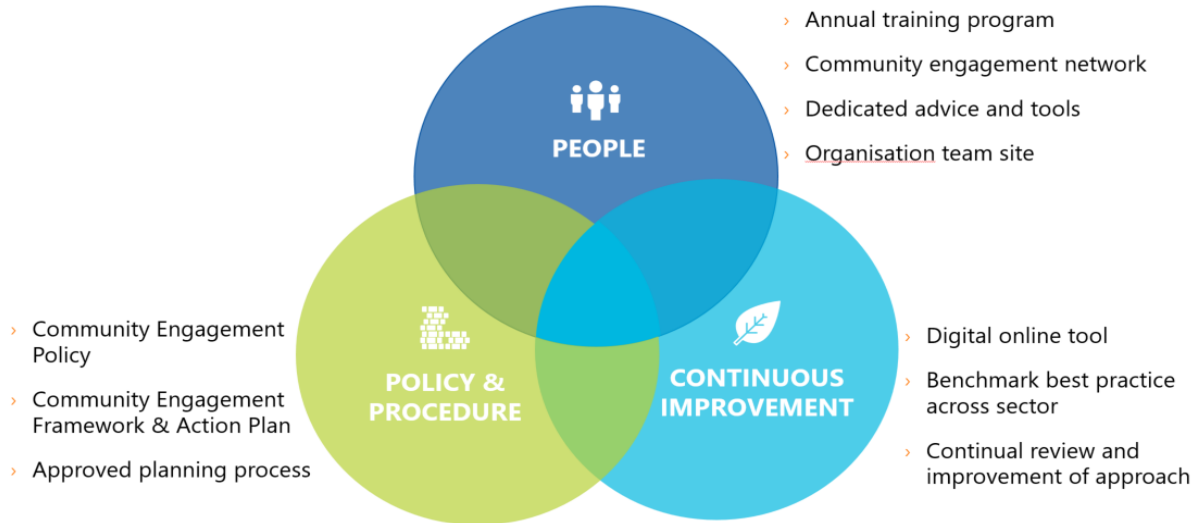 › Annual training program
› Community engagement network
› Dedicated advice and tools
› Organisation team site
PEOPLE
› Community Engagement
Policy
› Community Engagement
Framework & Action Plan
› Approved planning process
POLICY &
PROCEDURE
CONTINUOUS
IMPROVEMENT
› Digital online tool
› Benchmark best practice
across sector
› Continual review and
improvement of approach